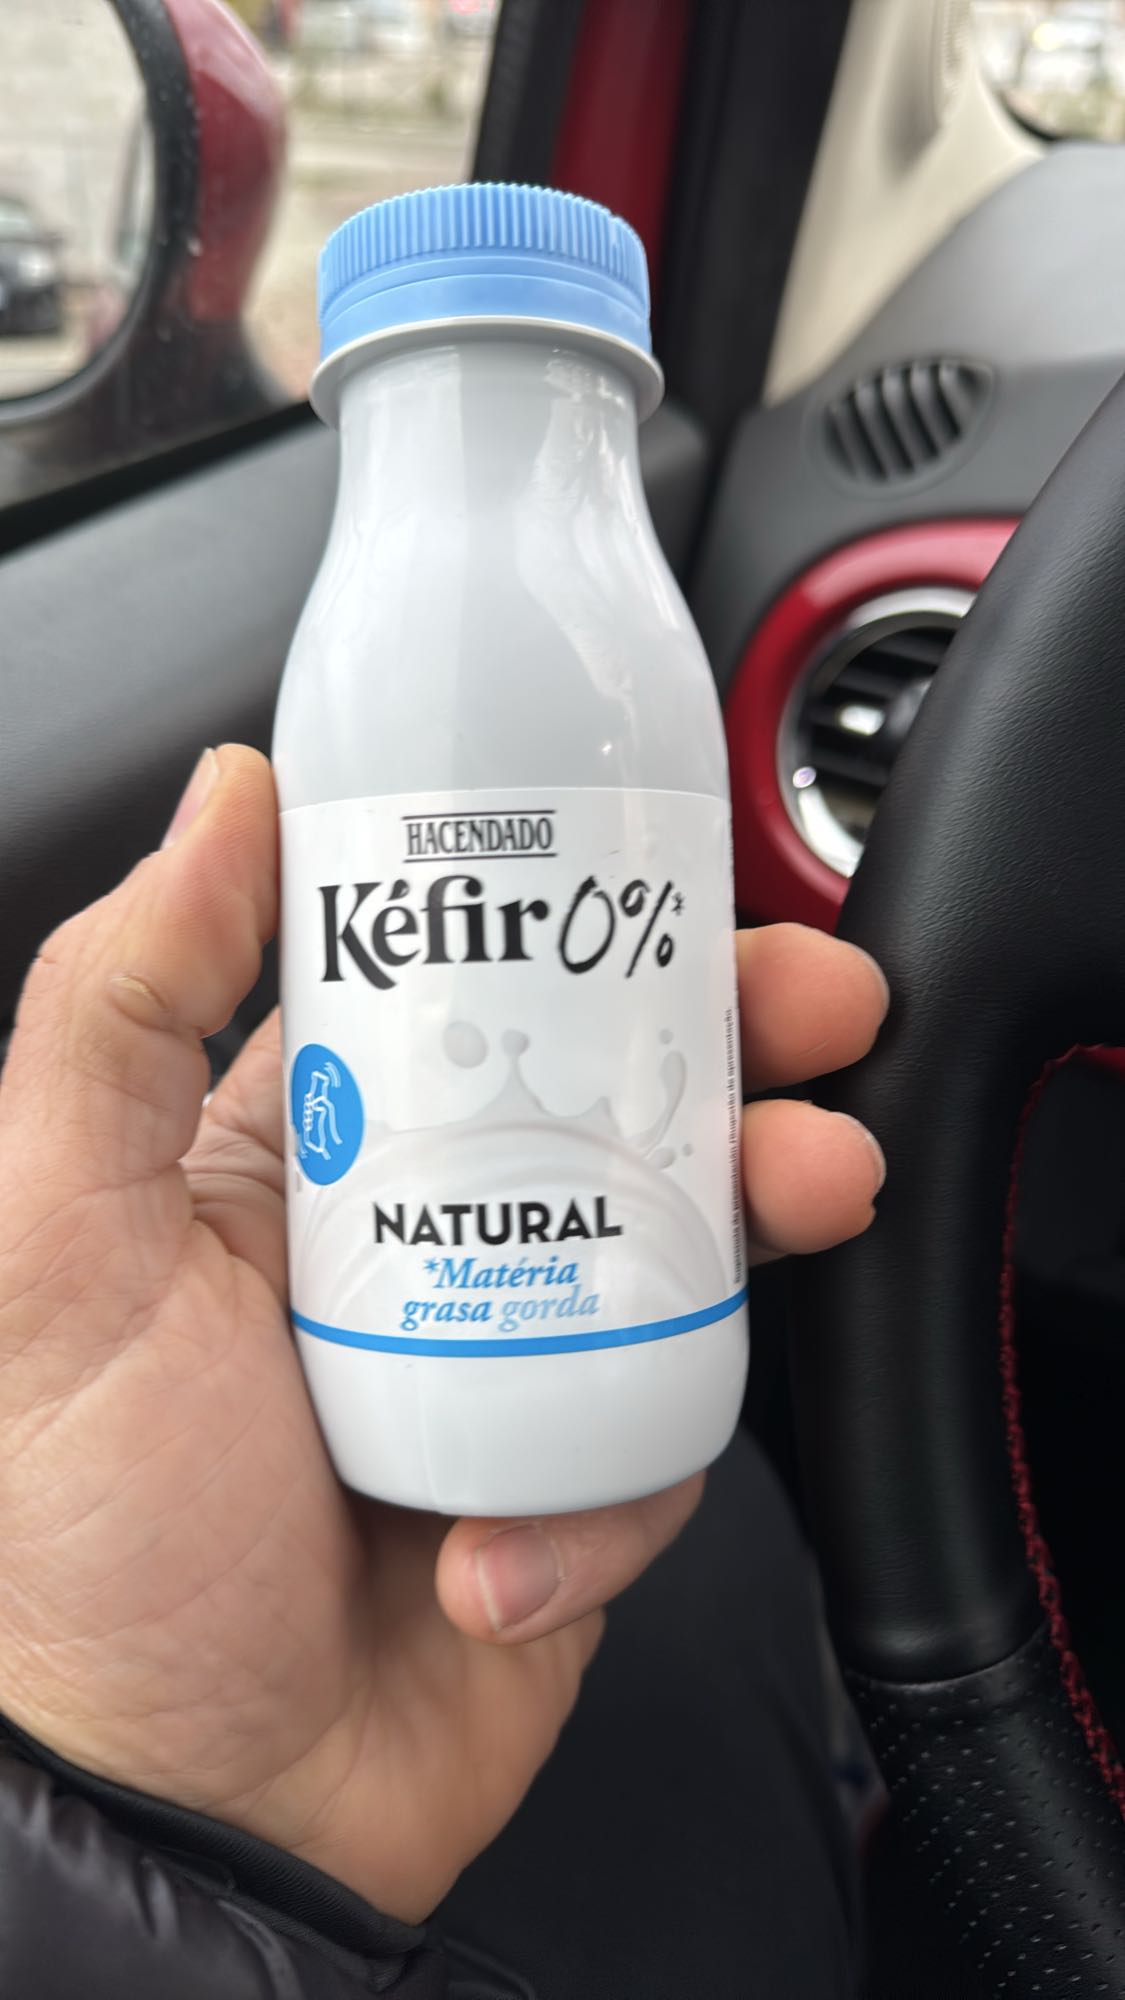 HACENDADO
Kéfir 0%*
NATURAL
*Matéria
grasa gorda